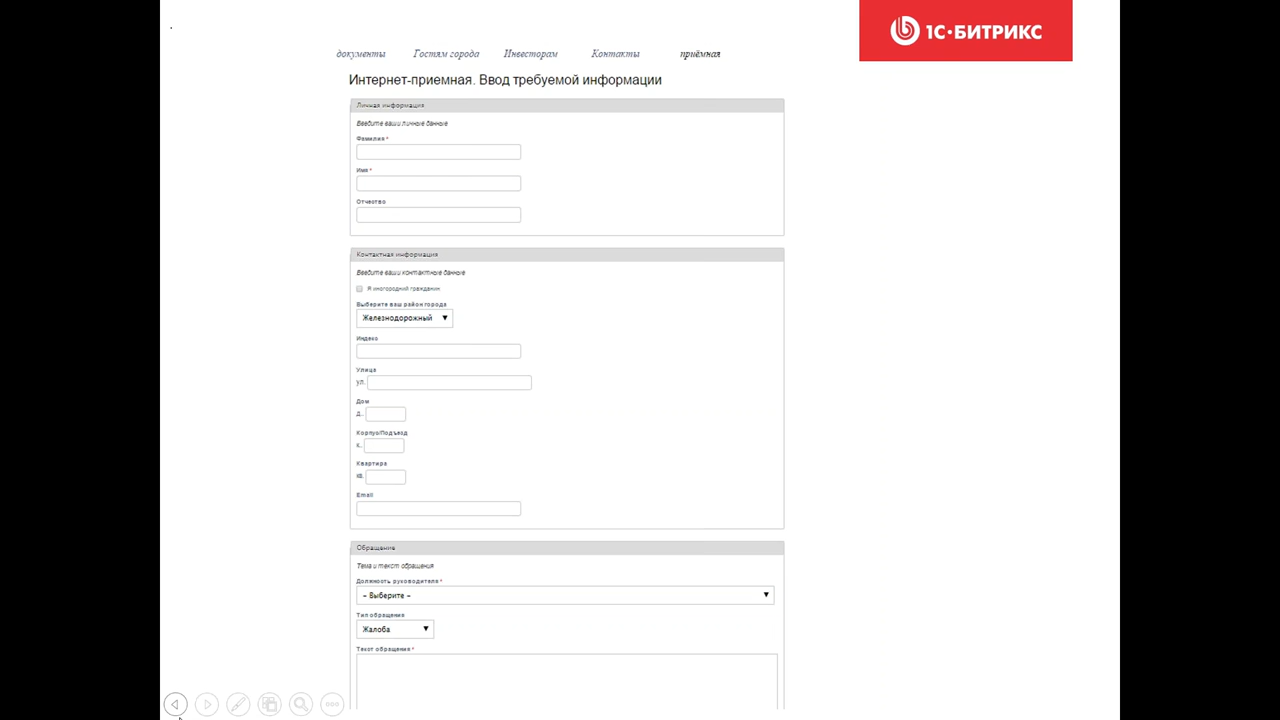 1С·БИТРИКС
документы Гостям города Инвесторам Контакты приёмная
Интернет-приемная. Ввод требуемой информации
Личная информация
Введите ваши личные данные
Фамилия *
Имя *
Отчество
Контактная информация
Введите ваши контактные данные
Я иногородний гражданин
Выберите ваш район города
Железнодорожный
Индекс
Улица
ул.
Дом
д.
Корпус/Подъезд
к.
Квартира
кв.
Email
Обращение
Тема и текст обращения
Должность руководителя *
– Выберите –
Тип обращения
Жалоба
Текст обращения *